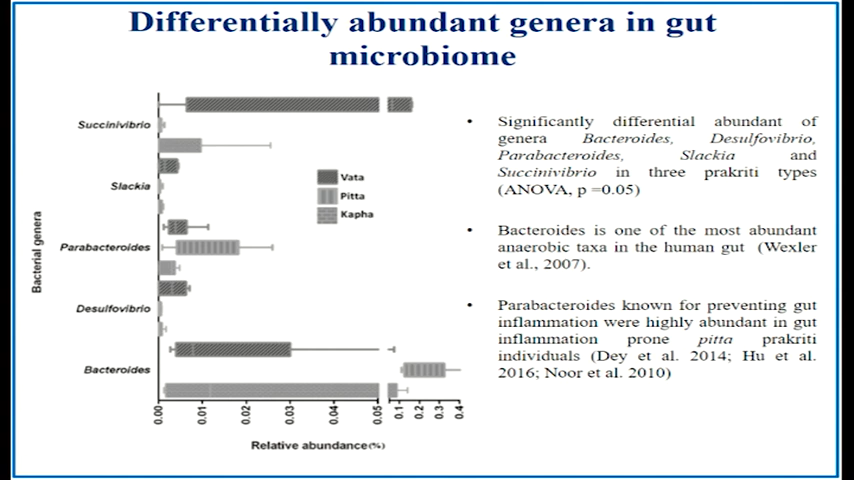 Differentially abundant genera in gut
microbiome
Succinivibrio
Slackia
Parabacteroides
Desulfovibrio
Bacteroides
Bacterial genera
Vata
Pitta
Kapha
0.00
0.01
0.02
0.03
0.04
0.05
0.1
0.2
0.3
0.4
Relative abundance(%)
• Significantly differential abundant of
genera Bacteroides, Desulfovibrio,
Parabacteroides, Slackia and
Succinivibrio in three prakriti types
(ANOVA, p =0.05)
• Bacteroides is one of the most abundant
anaerobic taxa in the human gut (Wexler
et al., 2007).
• Parabacteroides known for preventing gut
inflammation were highly abundant in gut
inflammation prone pitta prakriti
individuals (Dey et al. 2014; Hu et al.
2016; Noor et al. 2010)